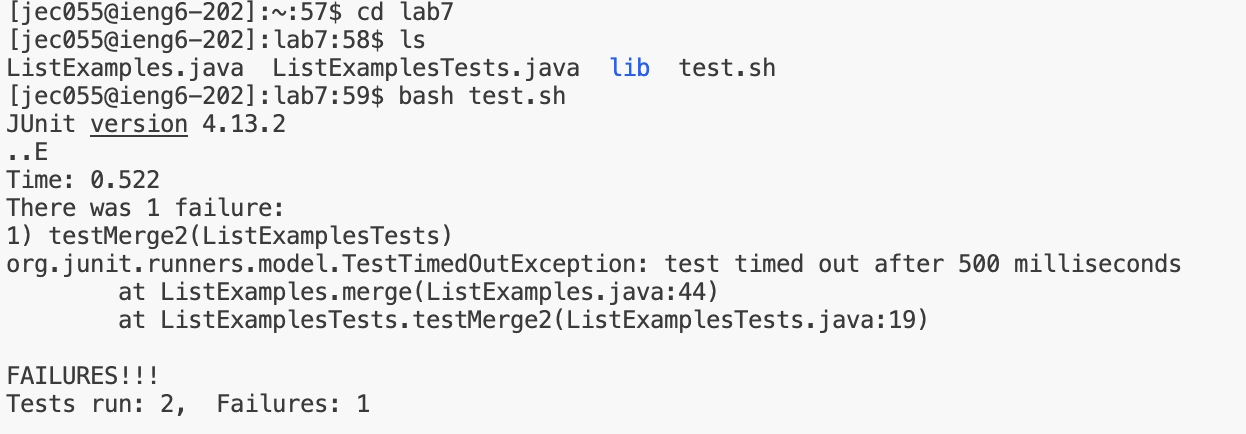 [jec055@ieng6-202]:~:57$ cd lab7
[jec055@ieng6-202]:lab7:58$ ls
ListExamples.java  ListExamplesTests.java  lib  test.sh
[jec055@ieng6-202]:lab7:59$ bash test.sh
JUnit version 4.13.2
..E
Time: 0.522
There was 1 failure:
1) testMerge2(ListExamplesTests)
org.junit.runners.model.TestTimedOutException: test timed out after 500 milliseconds
        at ListExamples.merge(ListExamples.java:44)
        at ListExamplesTests.testMerge2(ListExamplesTests.java:19)

FAILURES!!!
Tests run: 2,  Failures: 1